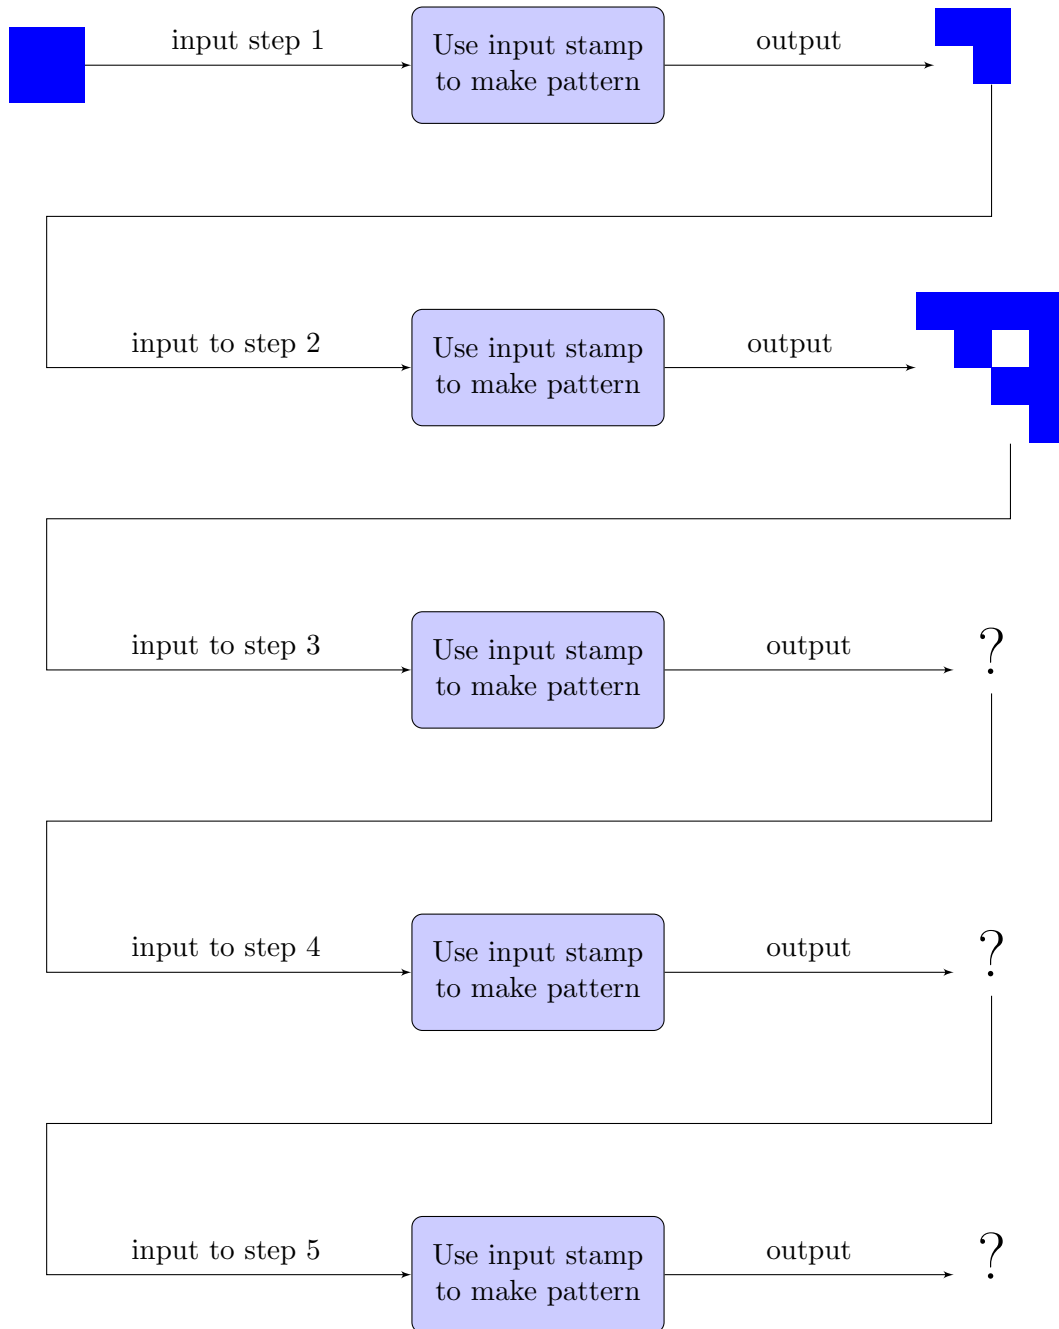 input step 1
Use input stamp
to make pattern
output
input to step 2
Use input stamp
to make pattern
output
input to step 3
Use input stamp
to make pattern
output
?
input to step 4
Use input stamp
to make pattern
output
?
input to step 5
Use input stamp
to make pattern
output
?